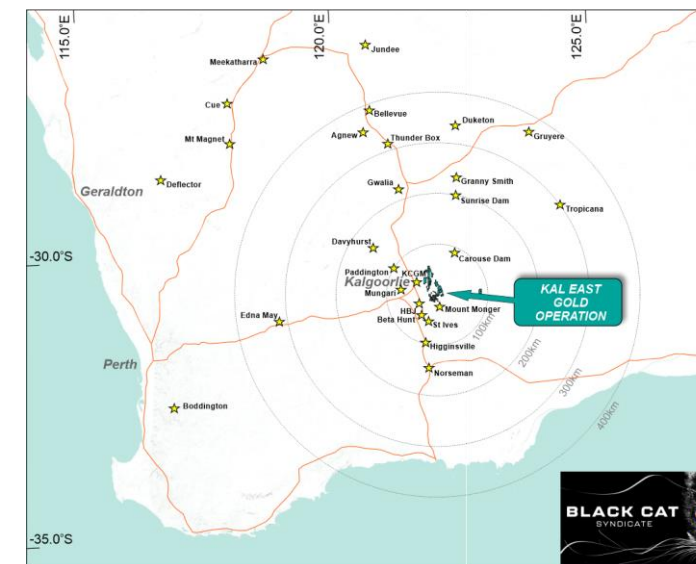 115.0°E
120.0°E
125.0°E
Jundee
Meekatharra
Cue
Bellevue
Duketon
Mt Magnet
Agnew
Thunder Box
Gruyere
Geraldton
Deflector
Gwalia
Granny Smith
Sunrise Dam
Tropicana
-30.0°S
Davyhurst
Carouse Dam
Paddington
KCGM
Kalgoorlie
Mungari
KAL EAST
GOLD
OPERATION
Edna May
HBJ
Mount Monger
Beta Hunt
St Ives
100km
Higginsville
Perth
200km
Norseman
300km
Boddington
400km
BLACK CAT
SYNDICATE
-35.0°S